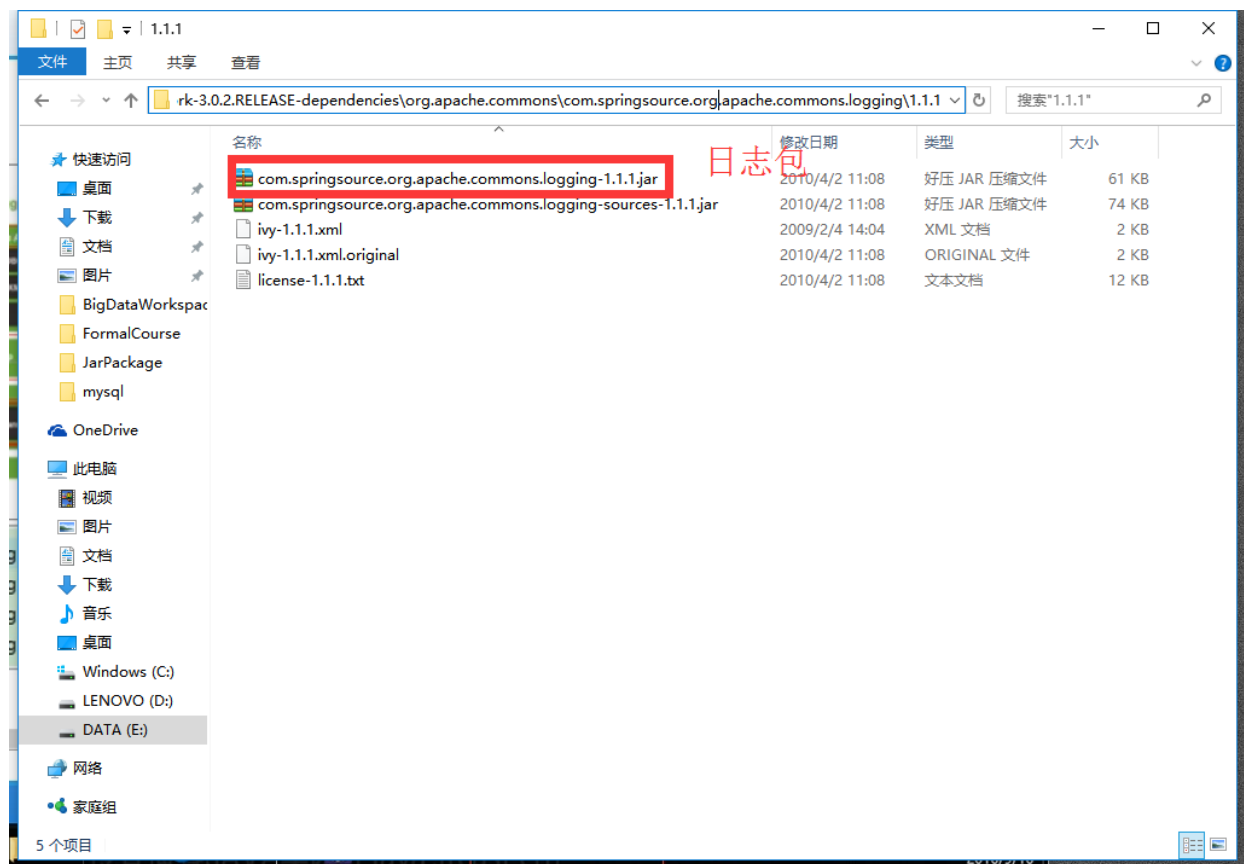 1.1.1
文件 主页 共享 查看
rk-3.0.2.RELEASE-dependencies\org.apache.commons\com.springsource.org.apache.commons.logging\1.1.1 搜索"1.1.1"
名称 修改日期 类型 大小
日志包
com.springsource.org.apache.commons.logging-1.1.1.jar 2010/4/2 11:08 好压 JAR 压缩文件 61 KB
com.springsource.org.apache.commons.logging-sources-1.1.1.jar 2010/4/2 11:08 好压 JAR 压缩文件 74 KB
ivy-1.1.1.xml 2009/2/4 14:04 XML 文档 2 KB
ivy-1.1.1.xml.original 2010/4/2 11:08 ORIGINAL 文件 2 KB
license-1.1.1.txt 2010/4/2 11:08 文本文档 12 KB
快速访问
桌面
下载
文档
图片
BigDataWorkspac
FormalCourse
JarPackage
mysql
OneDrive
此电脑
视频
图片
文档
下载
音乐
桌面
Windows (C:)
LENOVO (D:)
DATA (E:)
网络
家庭组
5 个项目